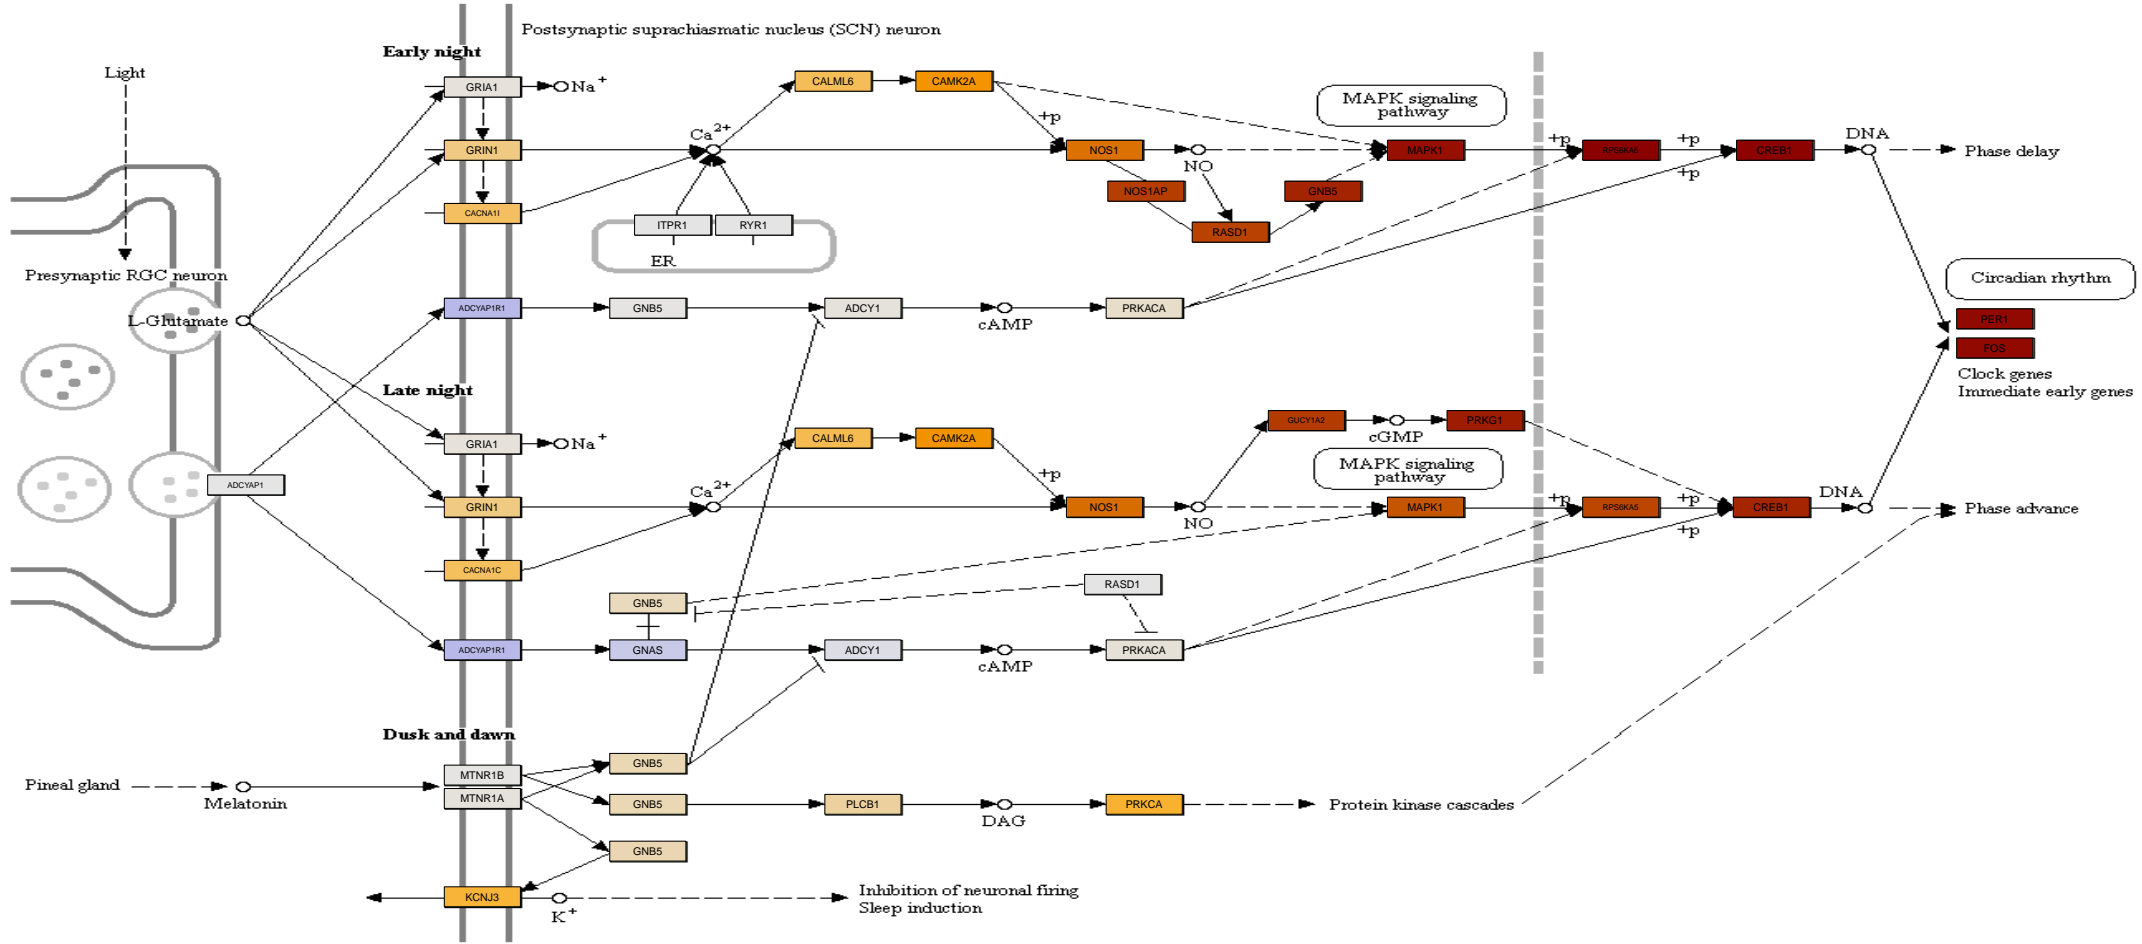 Postsynaptic suprachiasmatic nucleus (SCN) neuron
Early night
Light
GRIA1
Na+
CALML6
CAMK2A
MAPK signaling
pathway
+p
Ca2+
GRIN1
NOS1
NO
MAPK1
+p
RPS6KA5
+p
CREB1
DNA
Phase delay
+p
NOS1AP
GNB5
CACNA1I
ITPR1
RYR1
RASD1
ER
Presynaptic RGC neuron
Circadian rhythm
L-Glutamate
ADCYAP1R1
GNB5
ADCY1
cAMP
PRKACA
PER1
FOS
Clock genes
Immediate early genes
Late night
GRIA1
Na+
CALML6
CAMK2A
GUCY1A2
cGMP
PRKG1
MAPK signaling
pathway
+p
ADCYAP1
Ca2+
GRIN1
NOS1
NO
MAPK1
+p
RPS6KA5
+p
CREB1
DNA
Phase advance
+p
CACNA1C
RASD1
GNB5
ADCYAP1R1
GNAS
ADCY1
cAMP
PRKACA
Dusk and dawn
GNB5
MTNR1B
Pineal gland
Melatonin
MTNR1A
GNB5
PLCB1
DAG
PRKCA
Protein kinase cascades
GNB5
KCNJ3
K+
Inhibition of neuronal firing
Sleep induction